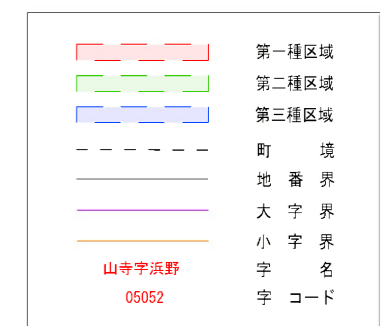 第一種区域
第二種区域
第三種区域
町 境
地 番 界
大 字 界
小 字 界
山寺字浜野 字 名
05052 字 コード